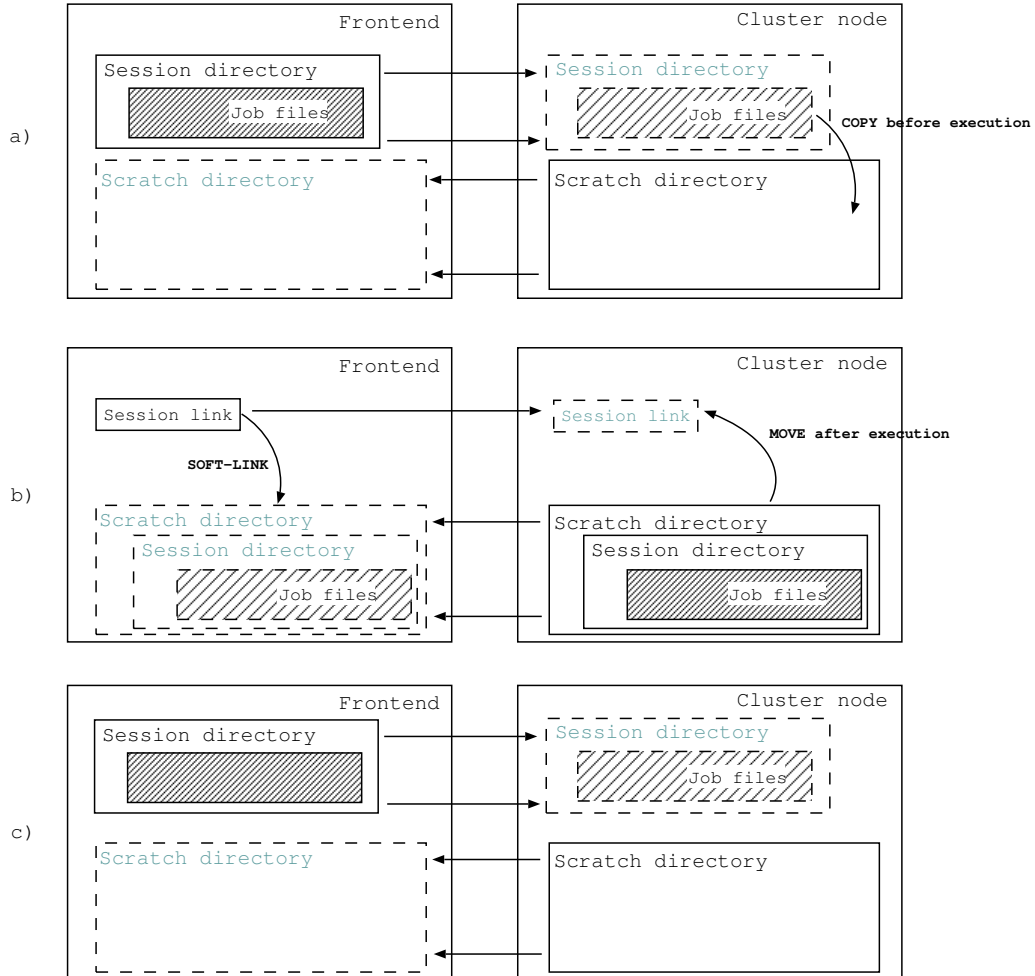 Frontend
Cluster node
Session directory
Session directory
Job files
Job files
a)
COPY before execution
Scratch directory
Scratch directory
Frontend
Cluster node
Session link
Session link
MOVE after execution
SOFT-LINK
b)
Scratch directory
Scratch directory
Session directory
Session directory
Job files
Job files
Frontend
Cluster node
Session directory
Session directory
Job files
c)
Scratch directory
Scratch directory